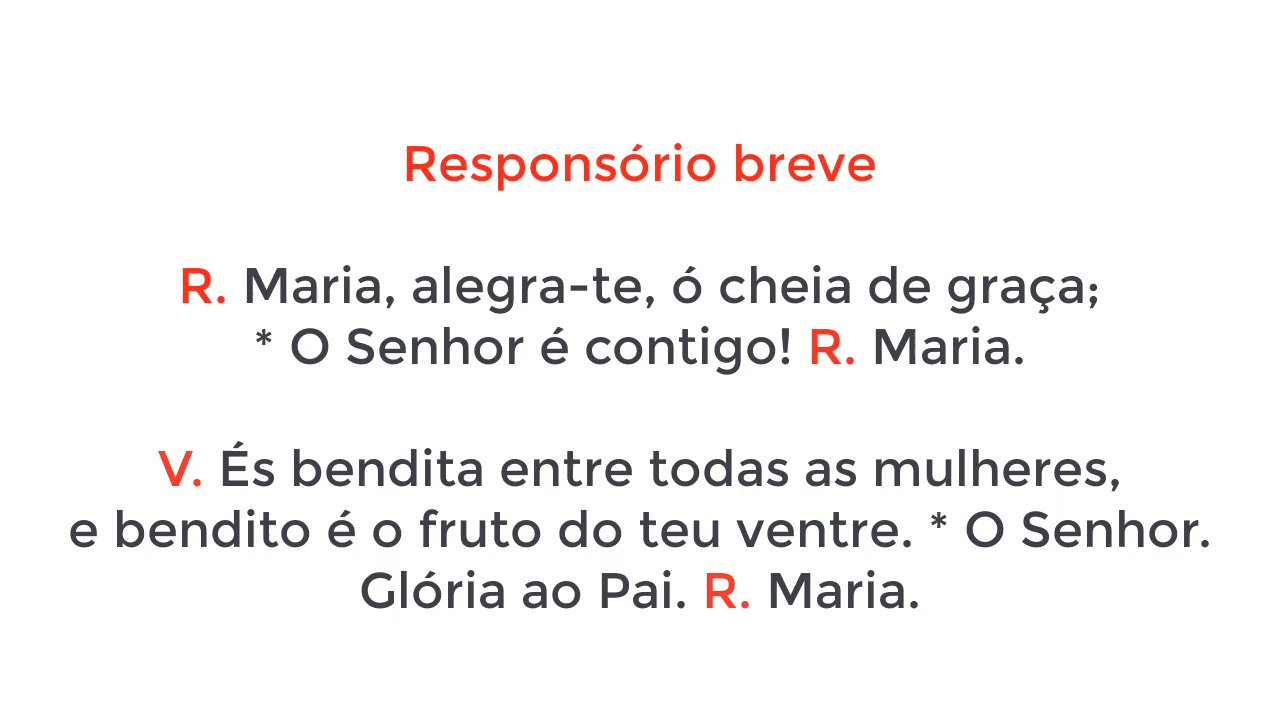 Responsório breve
R. Maria, alegra-te, ó cheia de graça;
* O Senhor é contigo! R. Maria.
V. És bendita entre todas as mulheres,
e bendito é o fruto do teu ventre. * O Senhor.
Glória ao Pai. R. Maria.